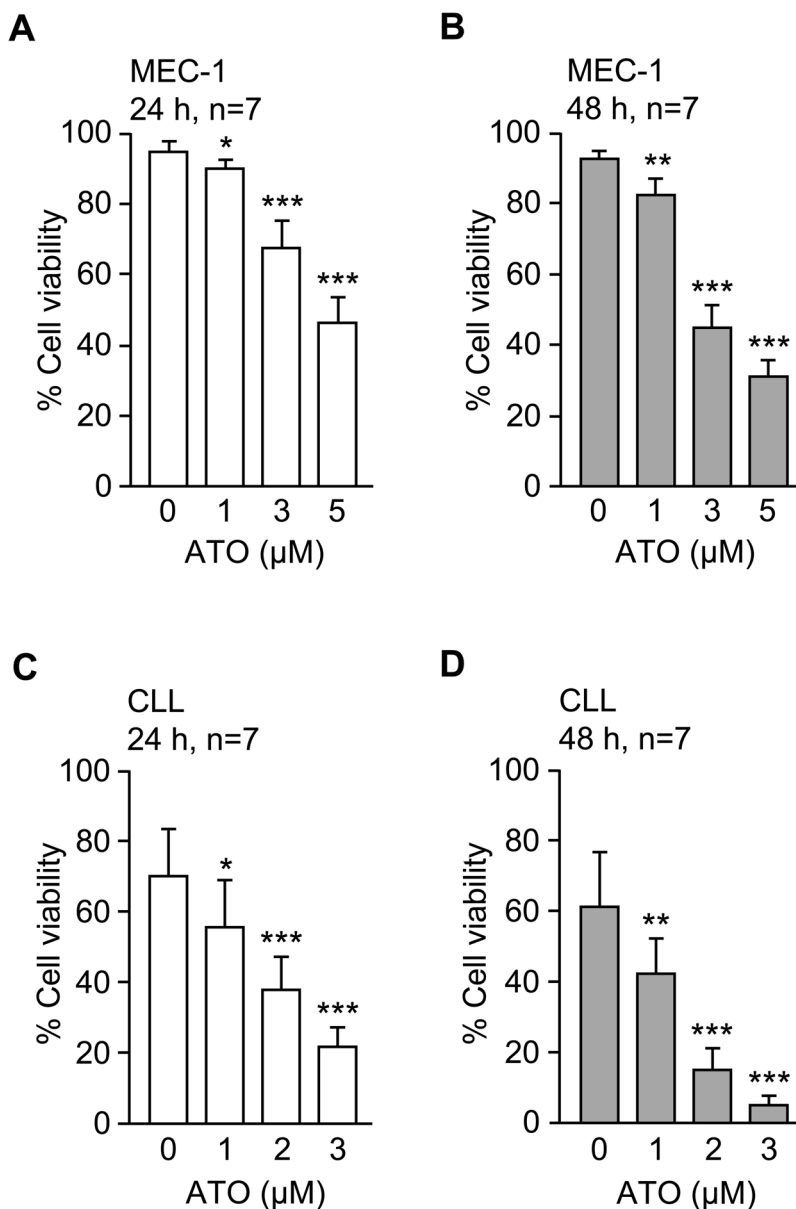 A
MEC-1
24 h, n=7
% Cell viability
100
80
60
40
20
0
*
***
***
0 1 3 5
ATO (µM)
B
MEC-1
48 h, n=7
% Cell viability
100
80
60
40
20
0
**
***
***
0 1 3 5
ATO (µM)
C
CLL
24 h, n=7
% Cell viability
100
80
60
40
20
0
*
***
***
0 1 2 3
ATO (µM)
D
CLL
48 h, n=7
% Cell viability
100
80
60
40
20
0
**
***
***
0 1 2 3
ATO (µM)